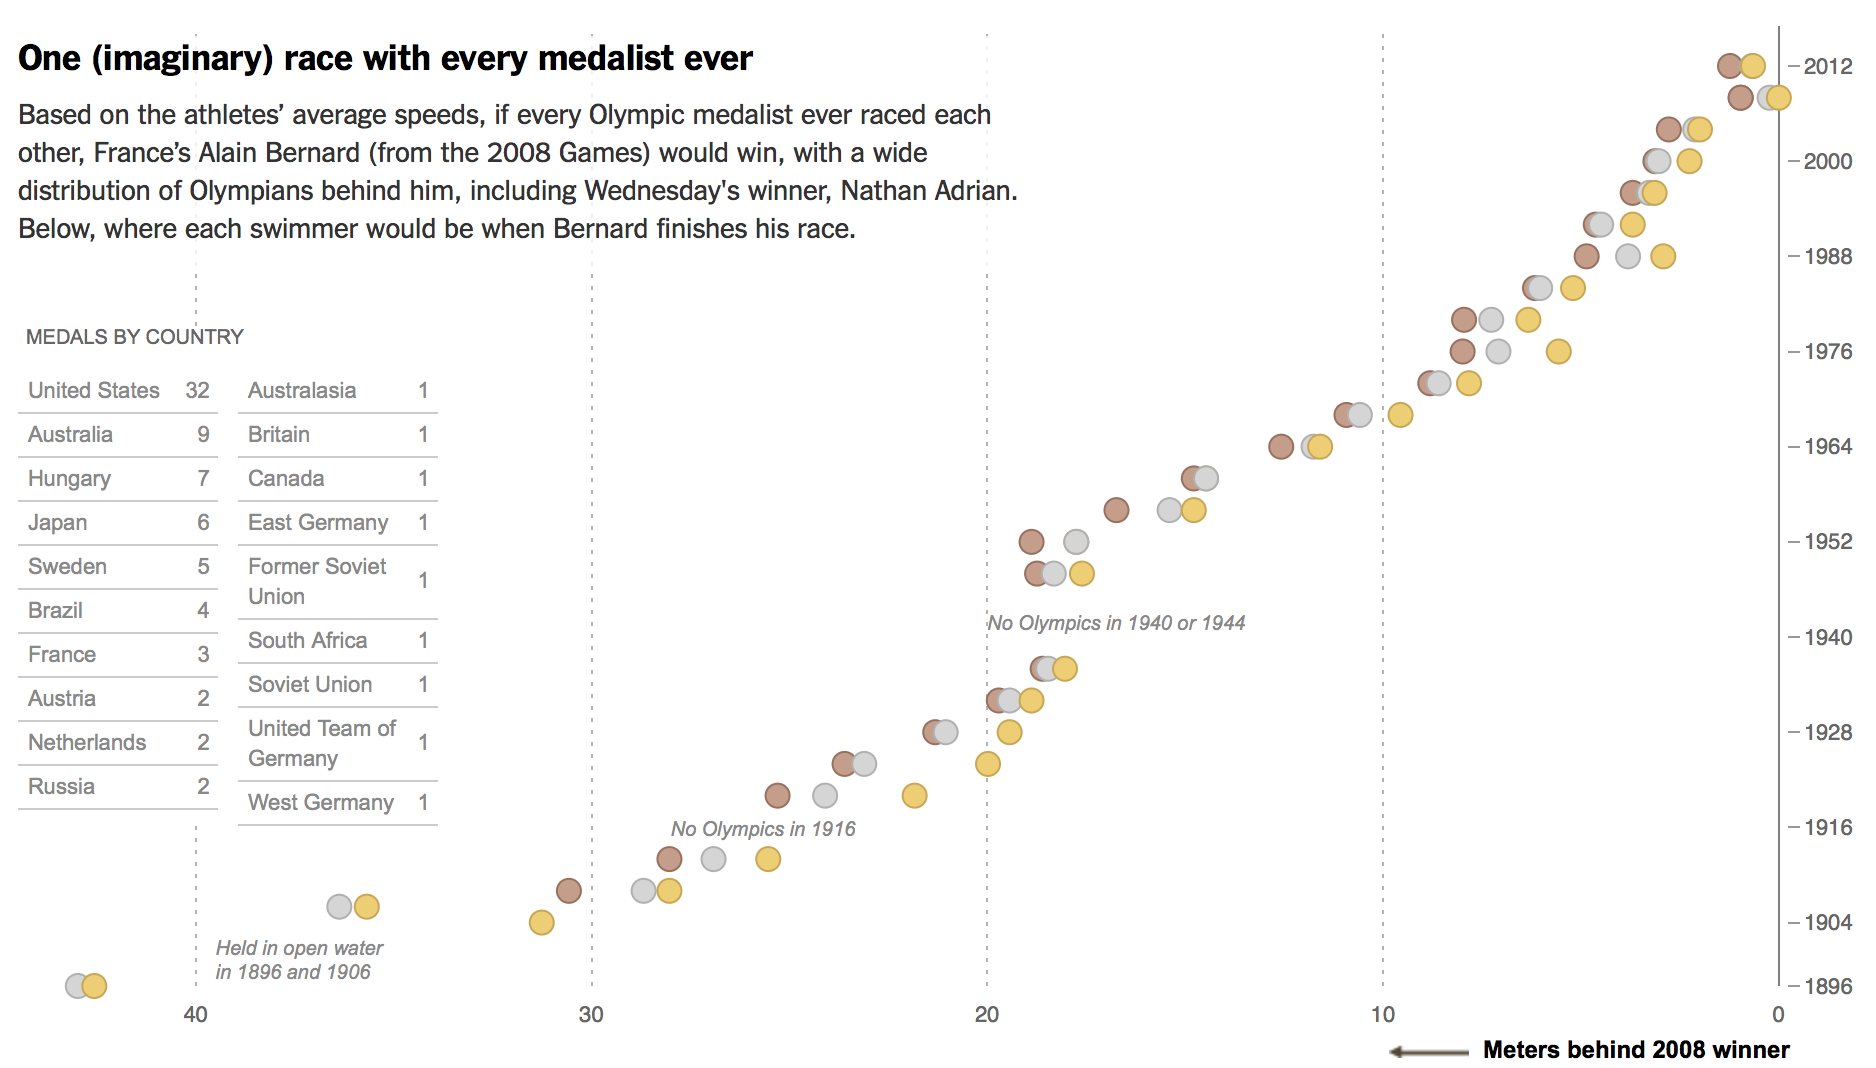 One (imaginary) race with every medalist ever
Based on the athletes’ average speeds, if every Olympic medalist ever raced each
other, France’s Alain Bernard (from the 2008 Games) would win, with a wide
distribution of Olympians behind him, including Wednesday's winner, Nathan Adrian.
Below, where each swimmer would be when Bernard finishes his race.
MEDALS BY COUNTRY
United States 32
Australia 9
Hungary 7
Japan 6
Sweden 5
Brazil 4
France 3
Austria 2
Netherlands 2
Russia 2
Australasia 1
Britain 1
Canada 1
East Germany 1
Former Soviet
Union 1
South Africa 1
Soviet Union 1
United Team of
Germany 1
West Germany 1
2012
2000
1988
1976
1964
1952
1940
1928
1916
1904
1896
No Olympics in 1940 or 1944
No Olympics in 1916
Held in open water
in 1896 and 1906
40 30 20 10 0
Meters behind 2008 winner